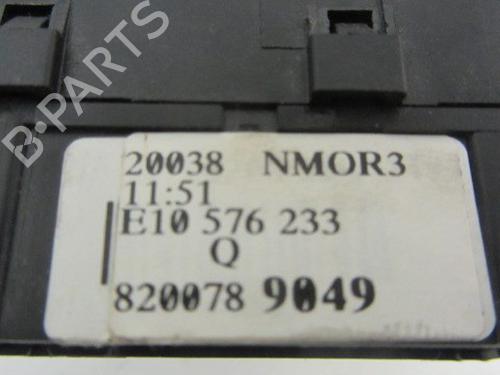 B-PARTS
20038 NMOR3
11:51
E10 576 233
Q
820078 9049